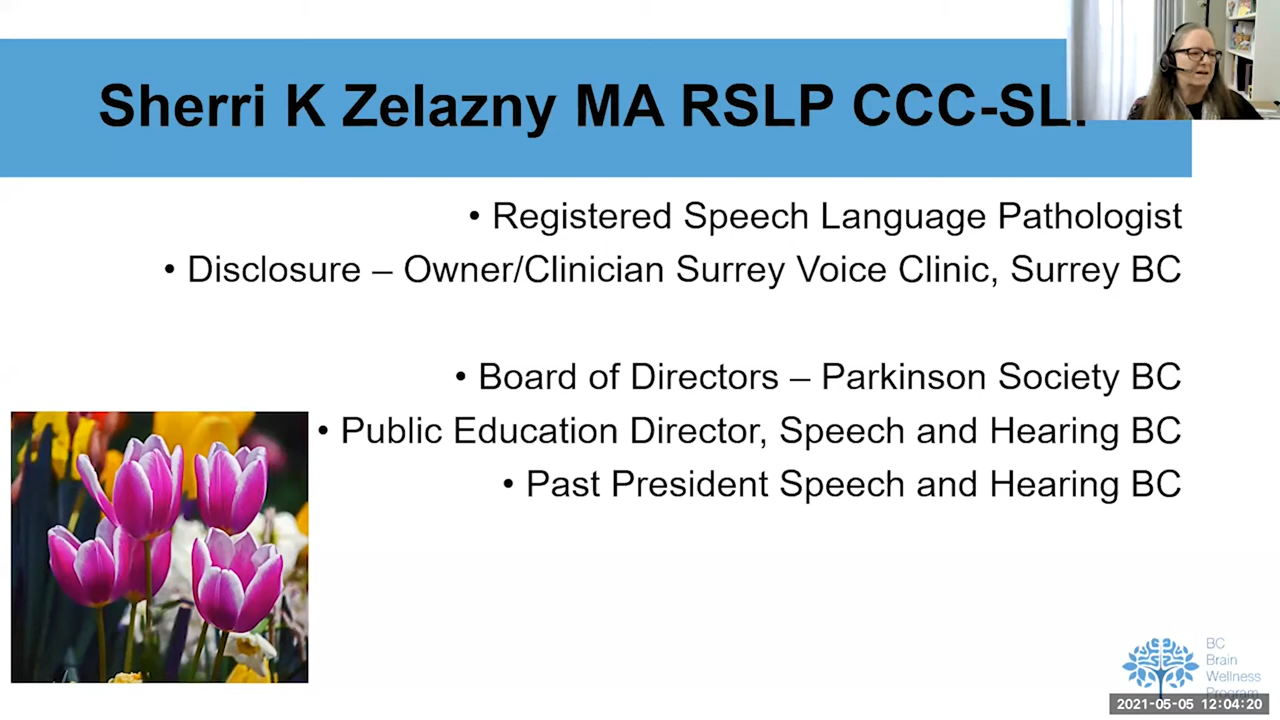 Sherri K Zelazny MA RSLP CCC-SLP
• Registered Speech Language Pathologist
• Disclosure – Owner/Clinician Surrey Voice Clinic, Surrey BC
• Board of Directors – Parkinson Society BC
• Public Education Director, Speech and Hearing BC
• Past President Speech and Hearing BC
BC
Brain
Wellness
Program
2021-05-05 12:04:20